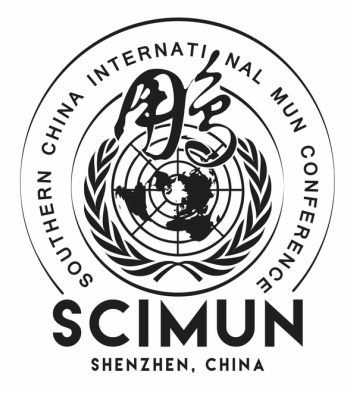 SOUTHERN CHINA INTERNATIONAL MUN CONFERENCE
鹏
SCIMUN
SHENZHEN, CHINA